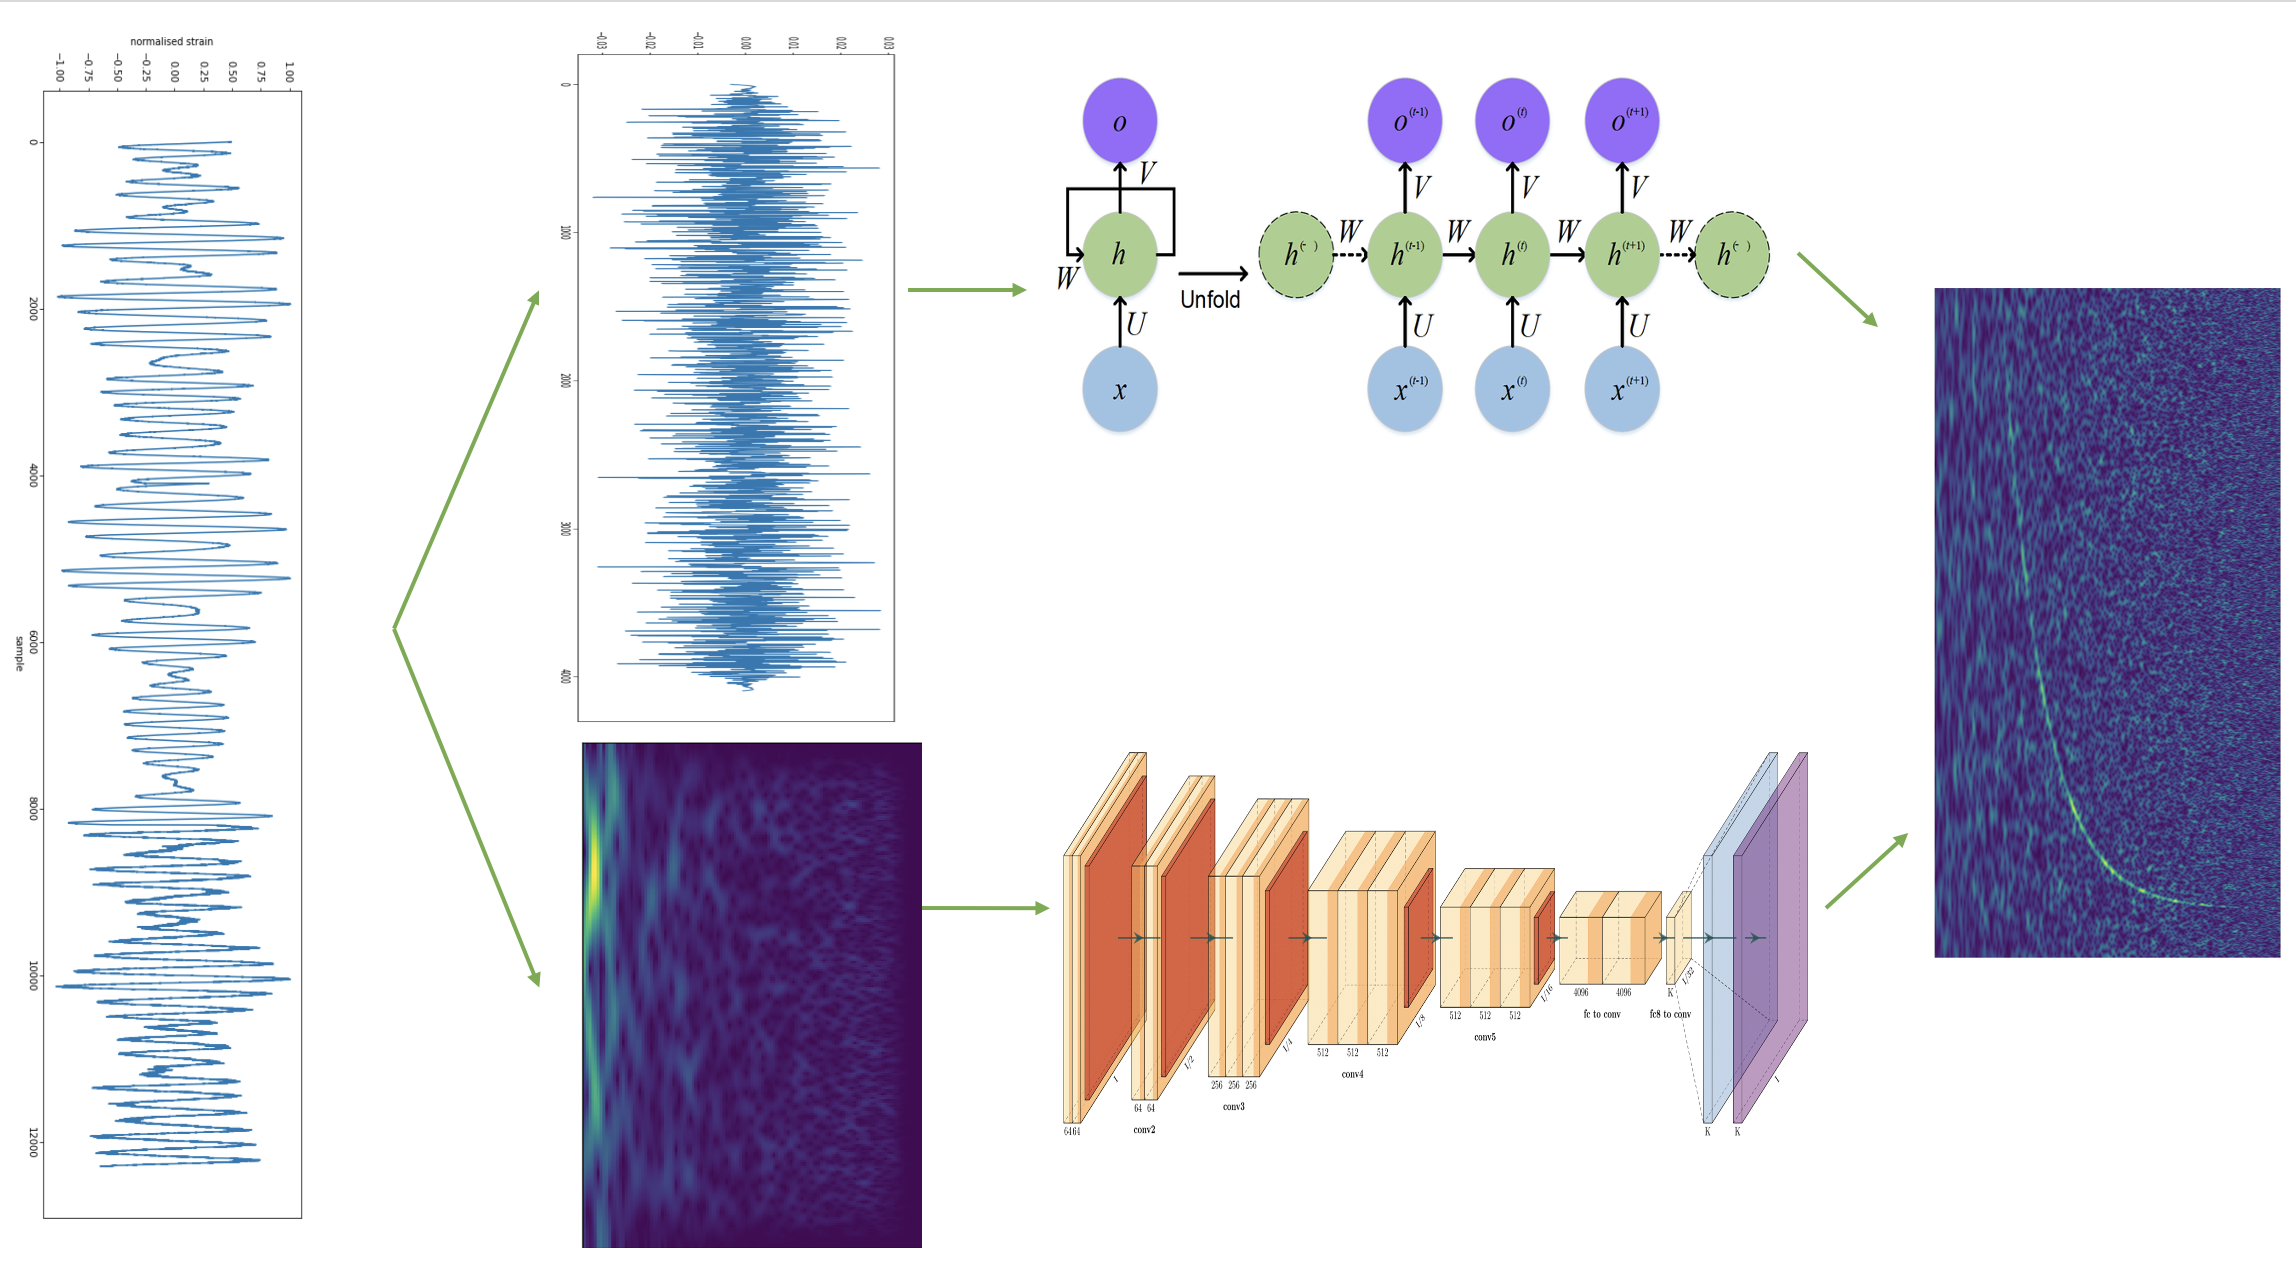 normalised strain
−1.00 −0.75 −0.50 −0.25 0.00 0.25 0.50 0.75 1.00
0
2000
4000
6000
8000
10000
12000
sample
−0.03 −0.02 −0.01 0.00 0.01 0.02 0.03
0
1000
2000
3000
4000
o
V
h
W
U
x
Unfold
o(t-1) o(t) o(t+1)
V V V
W W W W
h(- ) h(t-1) h(t) h(t+1) h(- )
U U U
x(t-1) x(t) x(t+1)
64 64
1
64 64
conv2
1/2
256 256 256
conv3
1/4
512 512 512
conv4
1/8
512 512 512
conv5
1/16
4096 4096
fc to conv
K
1/32
fc8 to conv
K
K
1